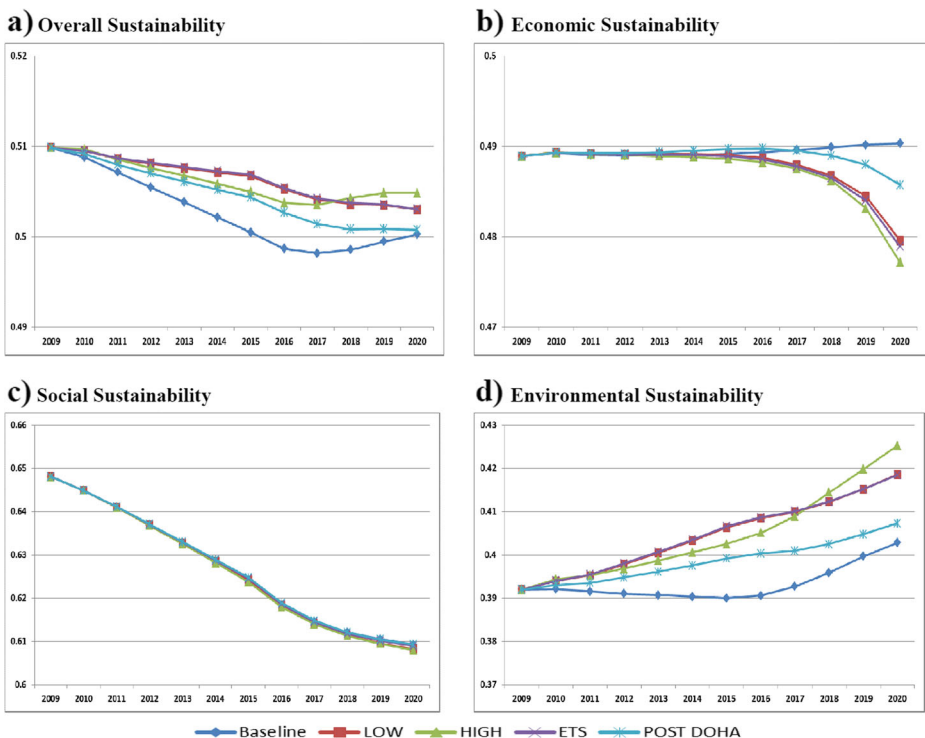 a) Overall Sustainability
0.52
0.51
0.5
0.49
2009 2010 2011 2012 2013 2014 2015 2016 2017 2018 2019 2020
b) Economic Sustainability
0.5
0.49
0.48
0.47
2009 2010 2011 2012 2013 2014 2015 2016 2017 2018 2019 2020
c) Social Sustainability
0.66
0.65
0.64
0.63
0.62
0.61
0.6
2009 2010 2011 2012 2013 2014 2015 2016 2017 2018 2019 2020
d) Environmental Sustainability
0.43
0.42
0.41
0.4
0.39
0.38
0.37
2009 2010 2011 2012 2013 2014 2015 2016 2017 2018 2019 2020
Baseline LOW HIGH ETS POST DOHA